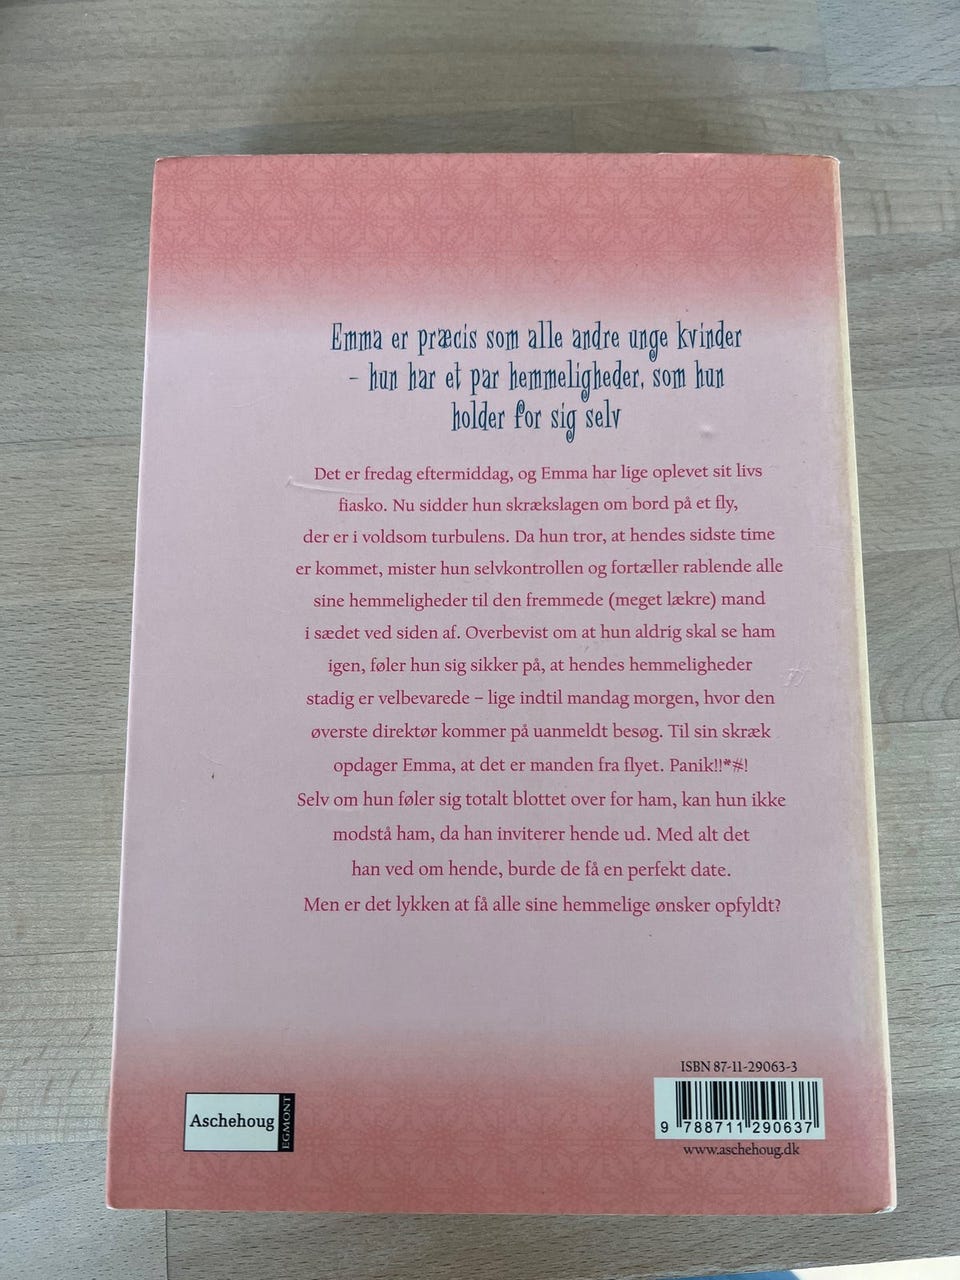 Emma er præcis som alle andre unge kvinder
– hun har et par hemmeligheder, som hun
holder for sig selv
Det er fredag eftermiddag, og Emma har lige oplevet sit livs
fiasko. Nu sidder hun skrækslagen om bord på et fly,
der er i voldsom turbulens. Da hun tror, at hendes sidste time
er kommet, mister hun selvkontrollen og fortæller rablende alle
sine hemmeligheder til den fremmede (meget lækre) mand
i sædet ved siden af. Overbevist om at hun aldrig skal se ham
igen, føler hun sig sikker på, at hendes hemmeligheder
stadig er velbevarede – lige indtil mandag morgen, hvor den
øverste direktør kommer på uanmeldt besøg. Til sin skræk
opdager Emma, at det er manden fra flyet. Panik!!*#!
Selv om hun føler sig totalt blottet over for ham, kan hun ikke
modstå ham, da han inviterer hende ud. Med alt det
han ved om hende, burde de få en perfekt date.
Men er det lykken at få alle sine hemmelige ønsker opfyldt?
Aschehoug
EGMONT
ISBN 87-11-29063-3
9 788711 290637
www.aschehoug.dk